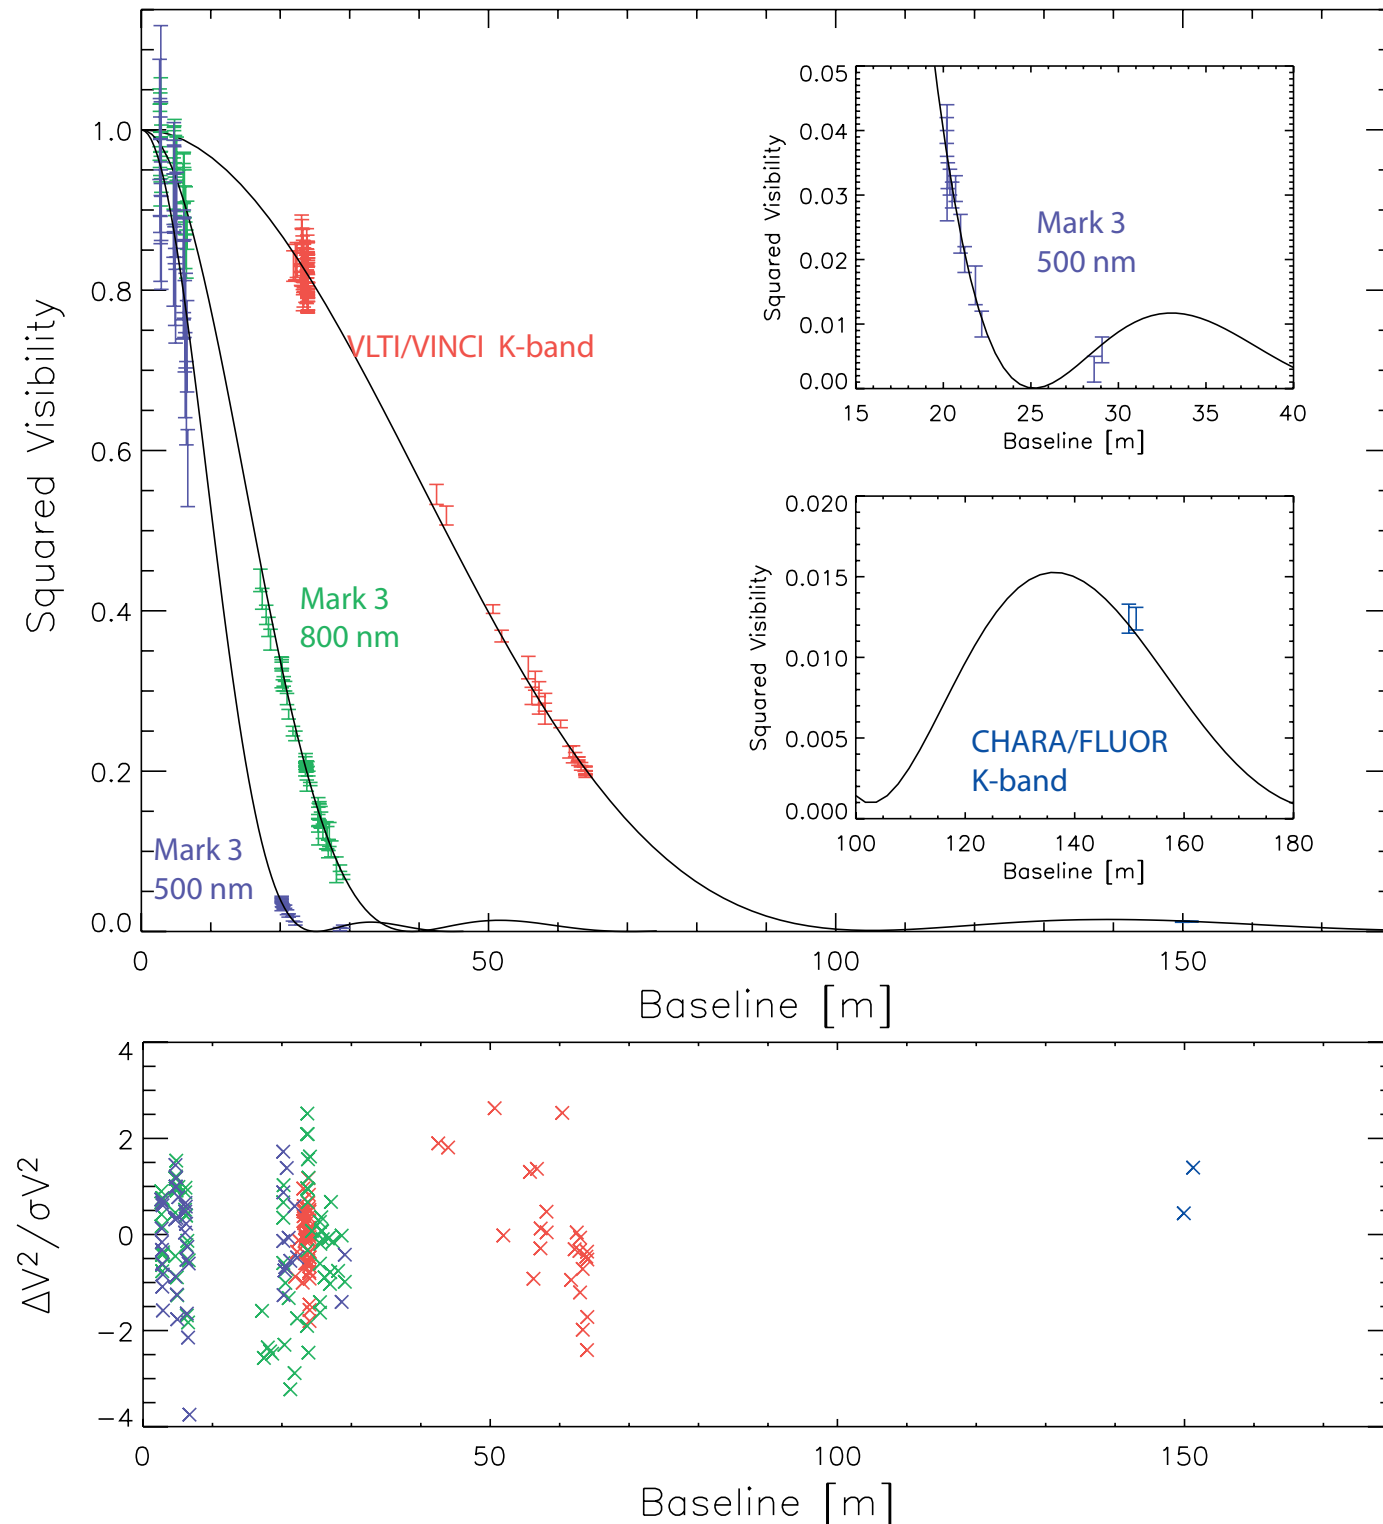 Squared Visibility
1.0
0.8
0.6
0.4
0.2
0.0
VLTI/VINCI K-band
Mark 3
800 nm
Mark 3
500 nm
0
50
100
150
Baseline [m]
Squared Visibility
0.05
0.04
0.03
0.02
0.01
0.00
Mark 3
500 nm
15
20
25
30
35
40
Baseline [m]
Squared Visibility
0.020
0.015
0.010
0.005
0.000
CHARA/FLUOR
K-band
100
120
140
160
180
Baseline [m]
ΔV²/σV²
4
2
0
−2
−4
0
50
100
150
Baseline [m]